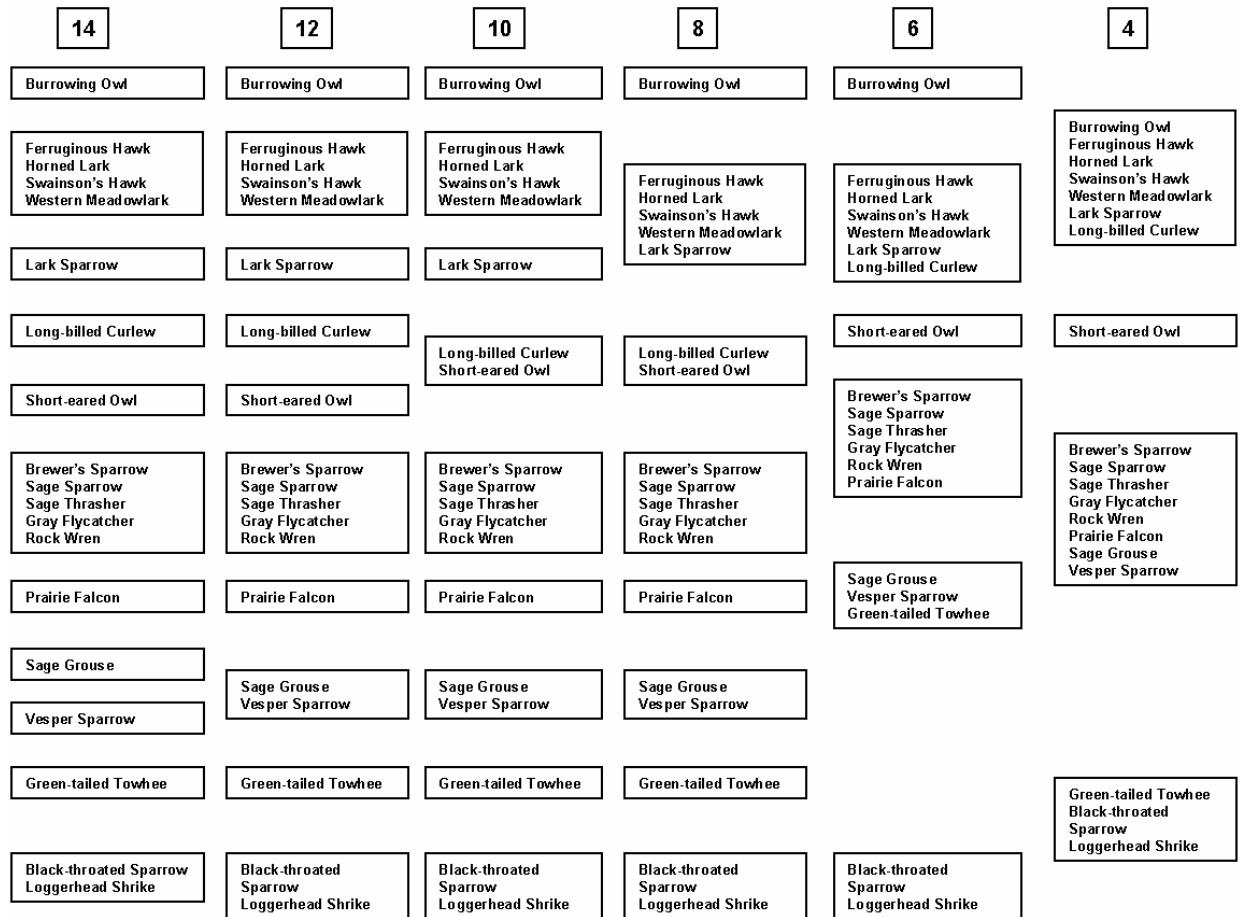 14
12
10
8
6
4
Burrowing Owl
Ferruginous Hawk
Horned Lark
Swainson's Hawk
Western Meadowlark
Lark Sparrow
Long-billed Curlew
Short-eared Owl
Brewer's Sparrow
Sage Sparrow
Sage Thrasher
Gray Flycatcher
Rock Wren
Prairie Falcon
Sage Grouse
Vesper Sparrow
Green-tailed Towhee
Black-throated Sparrow
Loggerhead Shrike
Burrowing Owl
Ferruginous Hawk
Horned Lark
Swainson's Hawk
Western Meadowlark
Lark Sparrow
Long-billed Curlew
Short-eared Owl
Brewer's Sparrow
Sage Sparrow
Sage Thrasher
Gray Flycatcher
Rock Wren
Prairie Falcon
Sage Grouse
Vesper Sparrow
Green-tailed Towhee
Black-throated
Sparrow
Loggerhead Shrike
Burrowing Owl
Ferruginous Hawk
Horned Lark
Swainson's Hawk
Western Meadowlark
Lark Sparrow
Long-billed Curlew
Short-eared Owl
Brewer's Sparrow
Sage Sparrow
Sage Thrasher
Gray Flycatcher
Rock Wren
Prairie Falcon
Sage Grouse
Vesper Sparrow
Green-tailed Towhee
Black-throated
Sparrow
Loggerhead Shrike
Burrowing Owl
Ferruginous Hawk
Horned Lark
Swainson's Hawk
Western Meadowlark
Lark Sparrow
Long-billed Curlew
Short-eared Owl
Brewer's Sparrow
Sage Sparrow
Sage Thrasher
Gray Flycatcher
Rock Wren
Prairie Falcon
Sage Grouse
Vesper Sparrow
Green-tailed Towhee
Black-throated
Sparrow
Loggerhead Shrike
Burrowing Owl
Ferruginous Hawk
Horned Lark
Swainson's Hawk
Western Meadowlark
Lark Sparrow
Long-billed Curlew
Short-eared Owl
Brewer's Sparrow
Sage Sparrow
Sage Thrasher
Gray Flycatcher
Rock Wren
Prairie Falcon
Sage Grouse
Vesper Sparrow
Green-tailed Towhee
Black-throated
Sparrow
Loggerhead Shrike
Burrowing Owl
Ferruginous Hawk
Horned Lark
Swainson's Hawk
Western Meadowlark
Lark Sparrow
Long-billed Curlew
Short-eared Owl
Brewer's Sparrow
Sage Sparrow
Sage Thrasher
Gray Flycatcher
Rock Wren
Prairie Falcon
Sage Grouse
Vesper Sparrow
Green-tailed Towhee
Black-throated
Sparrow
Loggerhead Shrike